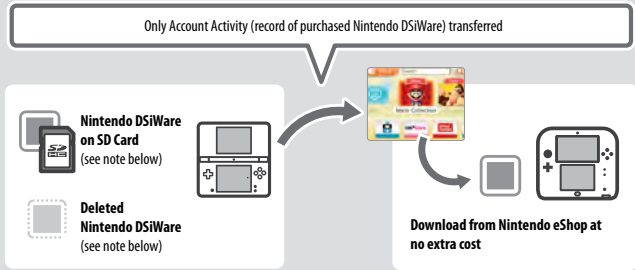 Only Account Activity (record of purchased Nintendo DSiWare) transferred
Nintendo DSiWare
on SD Card
(see note below)
Deleted
Nintendo DSiWare
(see note below)
Download from Nintendo eShop at
no extra cost